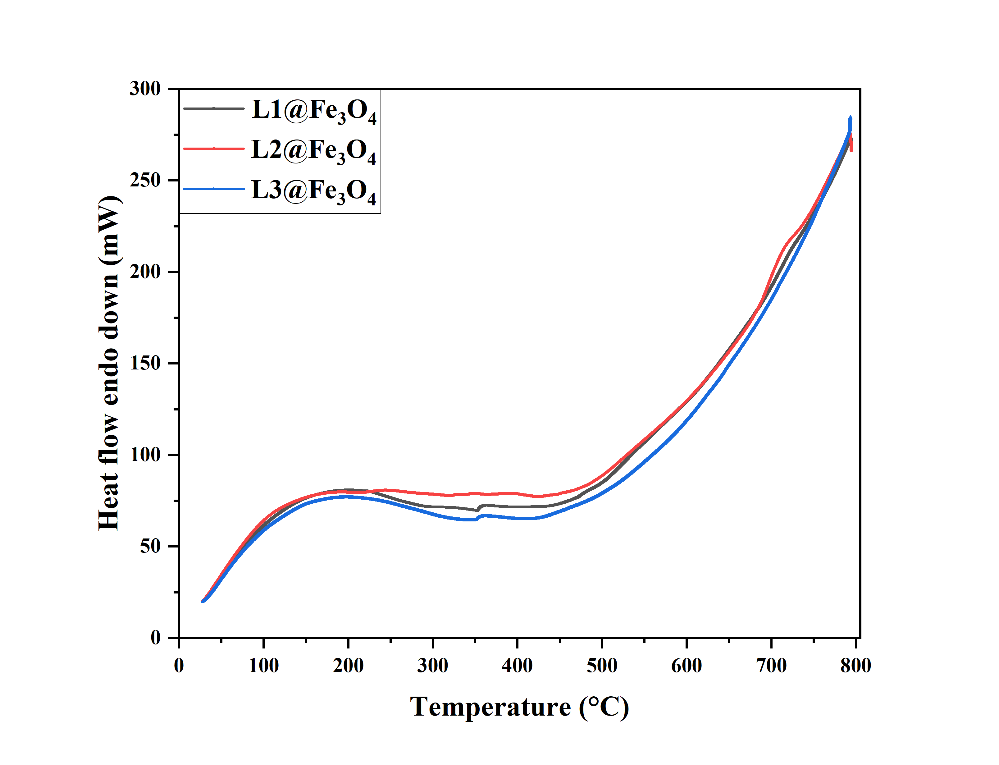 300
250
200
150
100
50
0
L1@Fe₃O₄
L2@Fe₃O₄
L3@Fe₃O₄
Heat flow endo down (mW)
0 100 200 300 400 500 600 700 800
Temperature (°C)